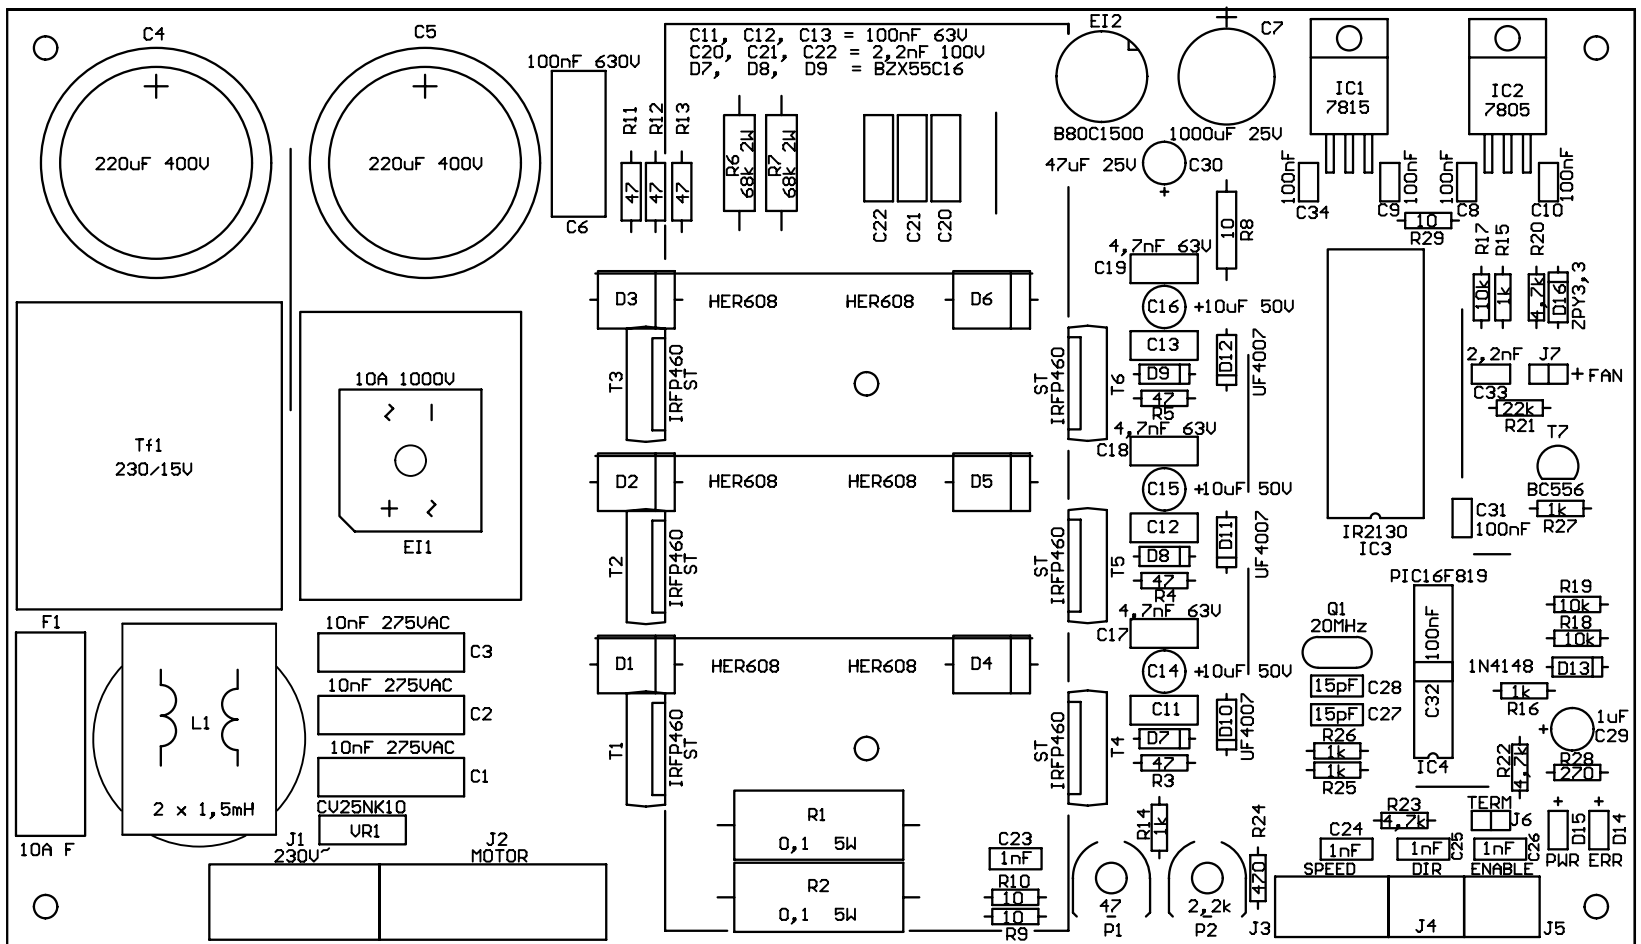 C4
C5
C11, C12, C13 = 100nF 63V
C20, C21, C22 = 2,2nF 100V
D7, D8, D9 = BZX55C16
EI2
C7
220uF 400V
220uF 400V
100nF 630V
C6
R11
47
R12
47
R13
47
R6
68k 2W
R7
68k 2W
C22
C21
C20
B80C1500
1000uF 25V
47uF 25V
C30
IC1
7815
IC2
7805
100nF
C34
100nF
C9
100nF
C8
100nF
C10
10
R29
10
R8
R17
10k
R15
1k
R20
4,7k
D16
ZPY3,3
D3
HER608
HER608
D6
4,7nF 63V
C19
C16
+10uF 50V
C13
D9
47
R5
D12
UF4007
T3
IRFP460
ST
ST
IRFP460
T6
2,2nF
C33
J7
+ FAN
22k
R21
T7
BC556
1k
R27
C31
100nF
IR2130
IC3
Tf1
230/15V
10A 1000V
~
–
+
~
EI1
D2
HER608
HER608
D5
4,7nF 63V
C18
C15
+10uF 50V
C12
D8
47
R4
D11
UF4007
T2
IRFP460
ST
ST
IRFP460
T5
PIC16F819
100nF
C32
IC4
R19
10k
R18
10k
1N4148
D13
1k
R16
Q1
20MHz
15pF C28
15pF C27
R26
1k
1k
R25
+
1uF
C29
R28
270
R22
4,7k
F1
10A F
L1
2 x 1,5mH
10nF 275VAC
C3
10nF 275VAC
C2
10nF 275VAC
C1
CV25NK10
VR1
D1
HER608
HER608
D4
4,7nF 63V
C17
C14
+10uF 50V
C11
D7
47
R3
D10
UF4007
T1
IRFP460
ST
ST
IRFP460
T4
R1
0,1 5W
R2
0,1 5W
J1
230V~
J2
MOTOR
C23
1nF
R10
10
10
R9
R14
1k
R24
470
47
P1
2,2k
P2
C24
1nF
R23
4,7k
1nF
C25
TERM
J6
1nF
C26
+
D15
PWR
+
D14
ERR
SPEED
DIR
ENABLE
J3
J4
J5